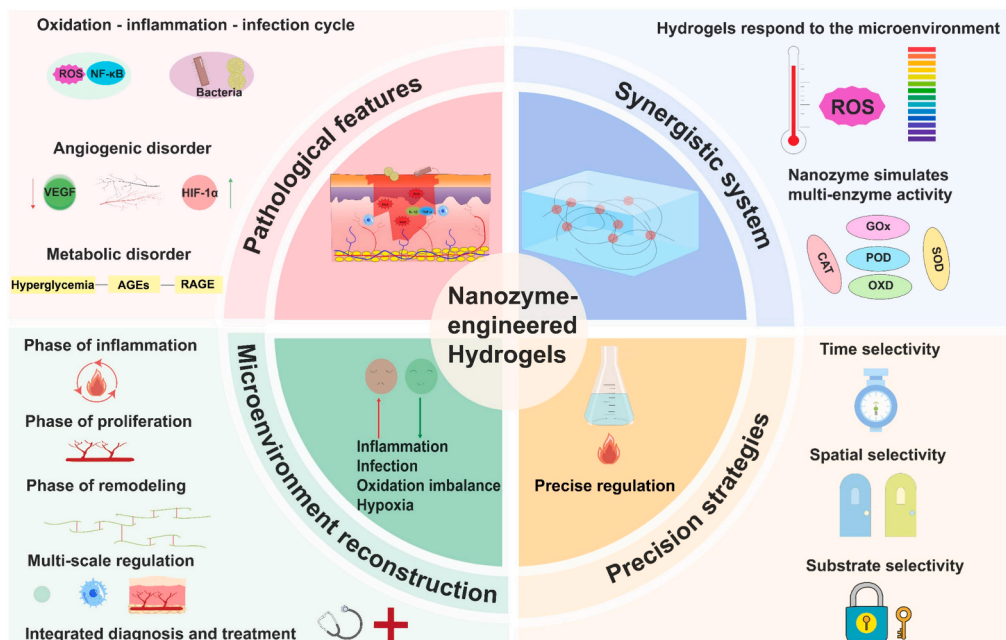 Oxidation - inflammation - infection cycle
ROS
NF-κB
Bacteria
Angiogenic disorder
VEGF
HIF-1α
Metabolic disorder
Hyperglycemia
AGEs
RAGE
Pathological features
Synergistic system
Hydrogels respond to the microenvironment
ROS
Nanozyme simulates
multi-enzyme activity
GOx
CAT
POD
SOD
OXD
Nanozyme-
engineered
Hydrogels
Phase of inflammation
Phase of proliferation
Phase of remodeling
Multi-scale regulation
Integrated diagnosis and treatment
Microenvironment reconstruction
Inflammation
Infection
Oxidation imbalance
Hypoxia
Precise regulation
Precision strategies
Time selectivity
Spatial selectivity
Substrate selectivity